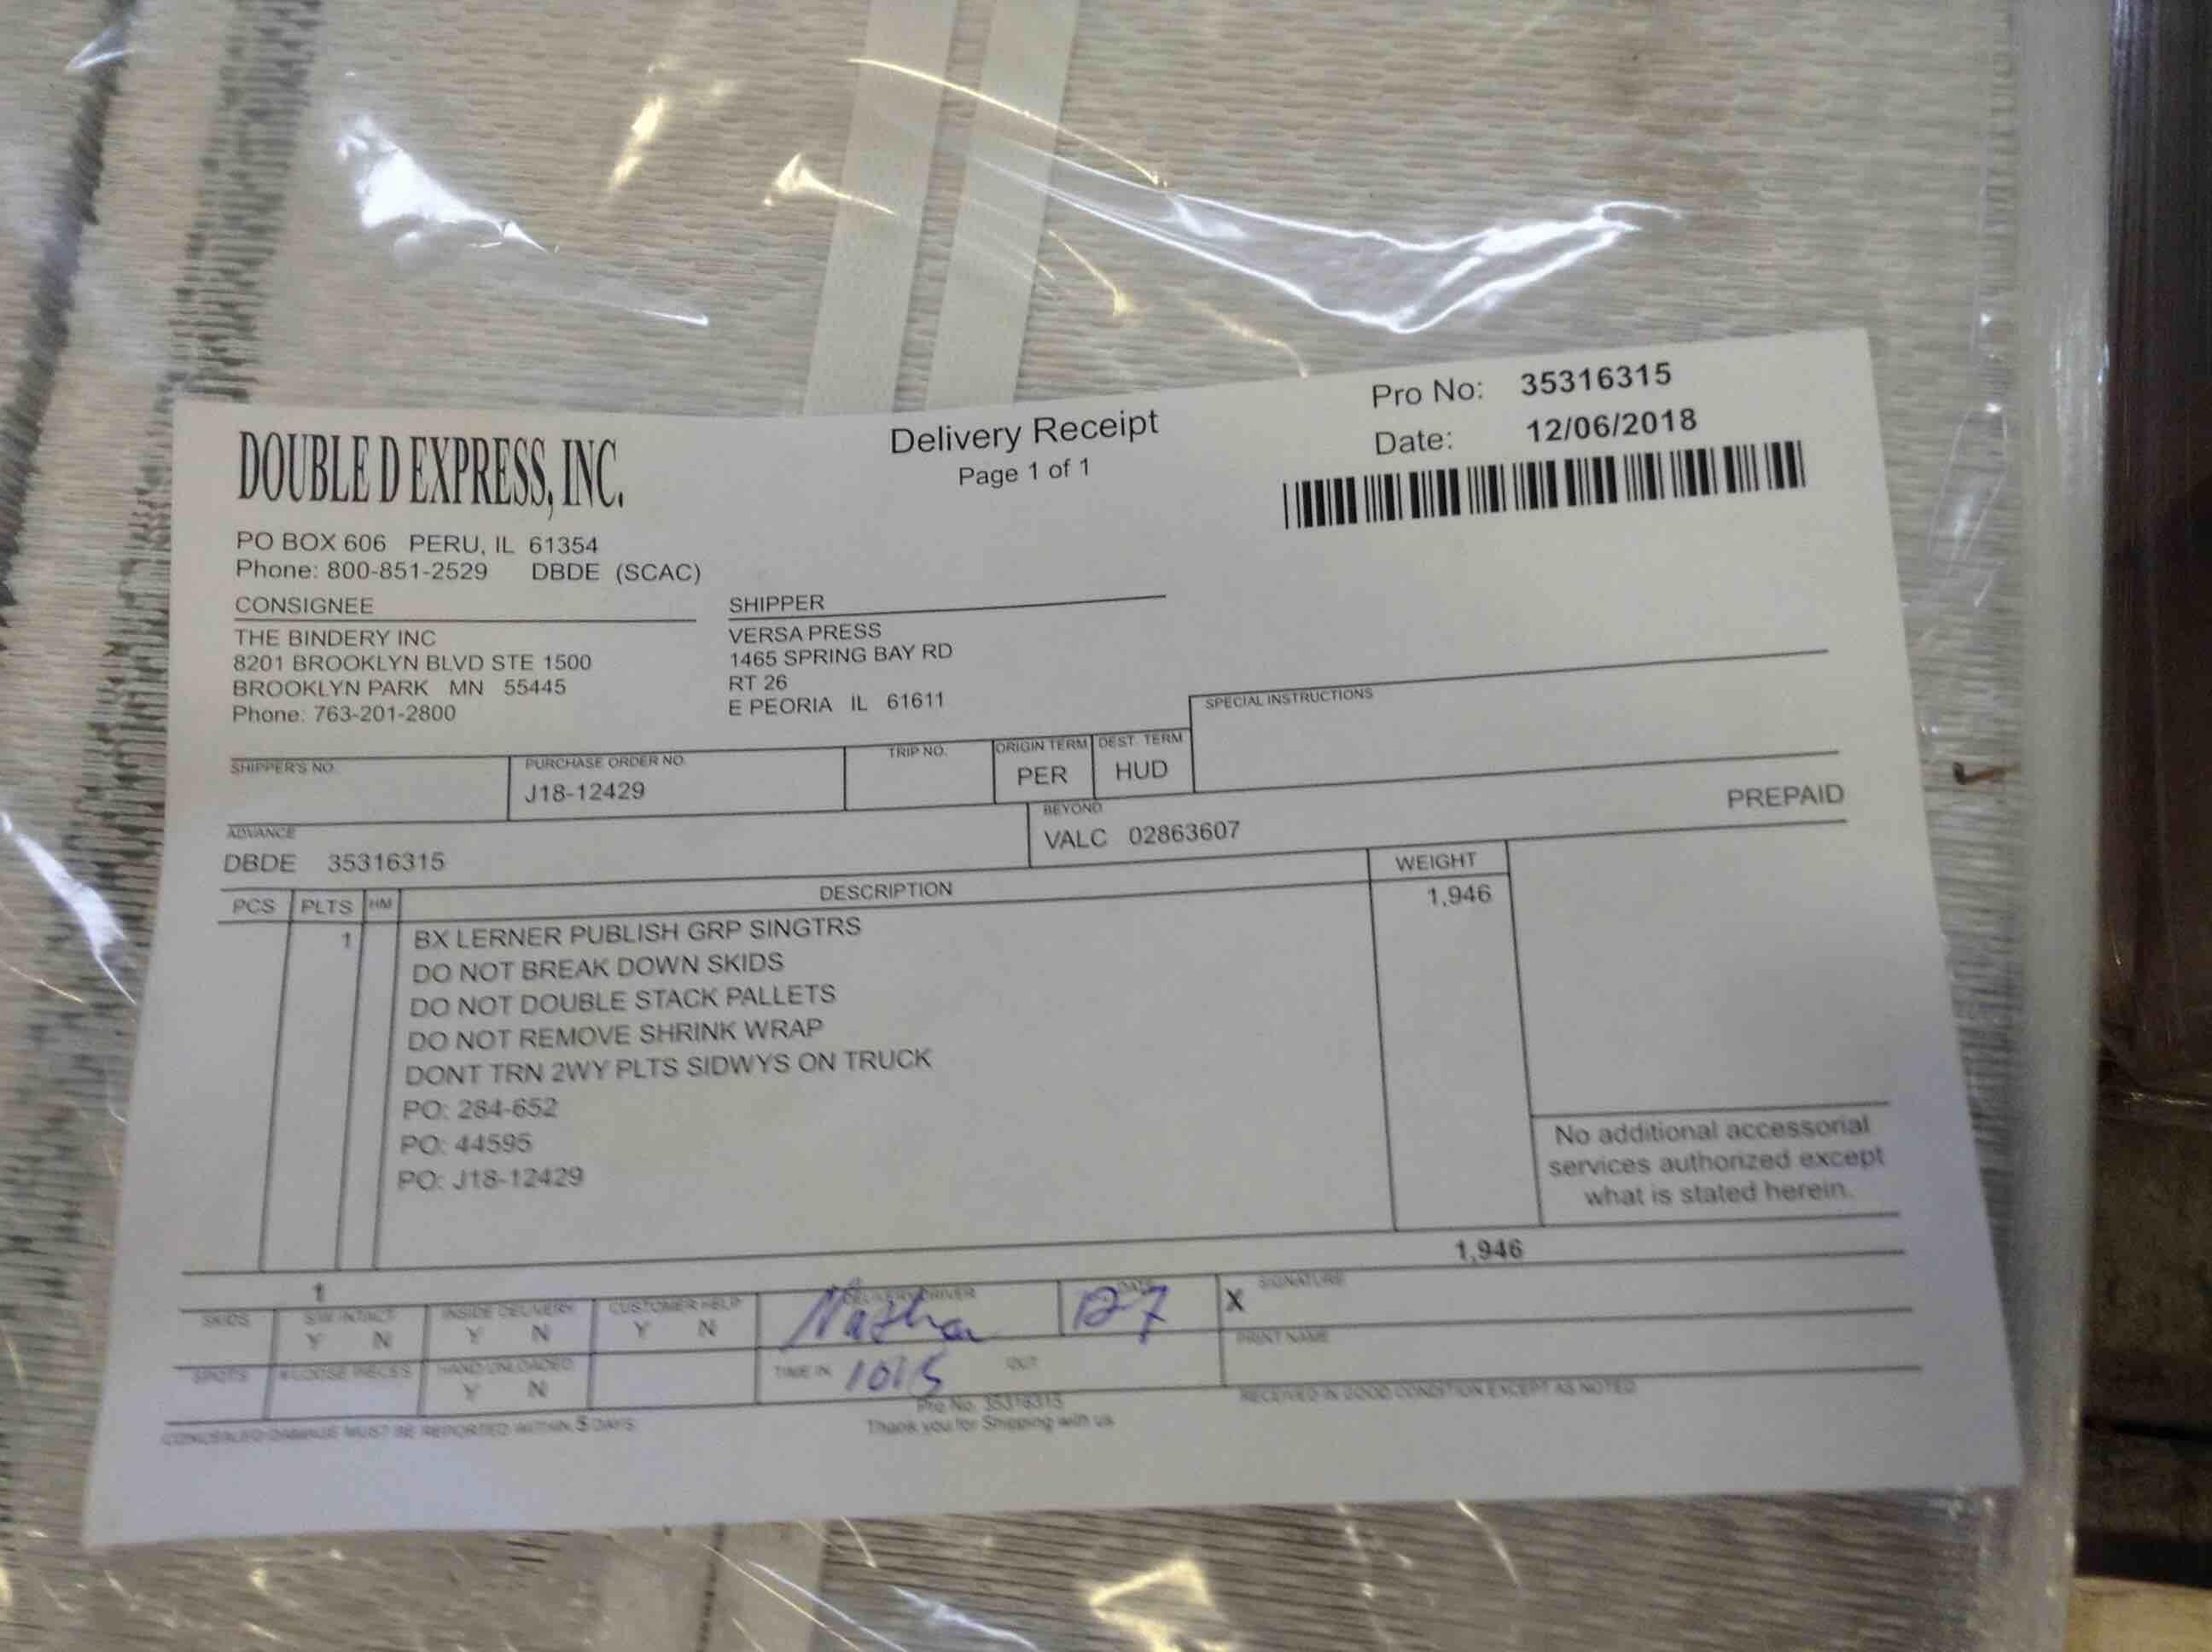 DOUBLE D EXPRESS, INC.
Delivery Receipt
Page 1 of 1
Pro No: 35316315
Date: 12/06/2018
PO BOX 606 PERU, IL 61354
Phone: 800-851-2529 DBDE (SCAC)
CONSIGNEE
THE BINDERY INC
8201 BROOKLYN BLVD STE 1500
BROOKLYN PARK MN 55445
Phone: 763-201-2800
SHIPPER
VERSA PRESS
1465 SPRING BAY RD
RT 26
E PEORIA IL 61611
SPECIAL INSTRUCTIONS
SHIPPER'S NO.
PURCHASE ORDER NO.
J18-12429
TRIP NO.
ORIGIN TERM
PER
DEST. TERM
HUD
ADVANCE
DBDE 35316315
BEYOND
VALC 02863607
PREPAID
PCS PLTS HM DESCRIPTION WEIGHT
1 BX LERNER PUBLISH GRP SINGTRS 1,946
DO NOT BREAK DOWN SKIDS
DO NOT DOUBLE STACK PALLETS
DO NOT REMOVE SHRINK WRAP
DONT TRN 2WY PLTS SIDWYS ON TRUCK
PO: 284-652
PO: 44595
PO: J18-12429
No additional accessorial
services authorized except
what is stated herein.
1 1,946
SKIDS
S/W INTACT
Y N
INSIDE DELIVERY
Y N
CUSTOMER HELP
Y N
DELIVERY DRIVER
DATE
12-7
X SIGNATURE
PRINT NAME
SPOTS
# LOOSE PIECES
HAND UNLOADED
Y N
TIME IN 1015 OUT
RECEIVED IN GOOD CONDITION EXCEPT AS NOTED
CONCEALED DAMAGE MUST BE REPORTED WITHIN 5 DAYS
Pro No. 35316315
Thank you for Shipping with us